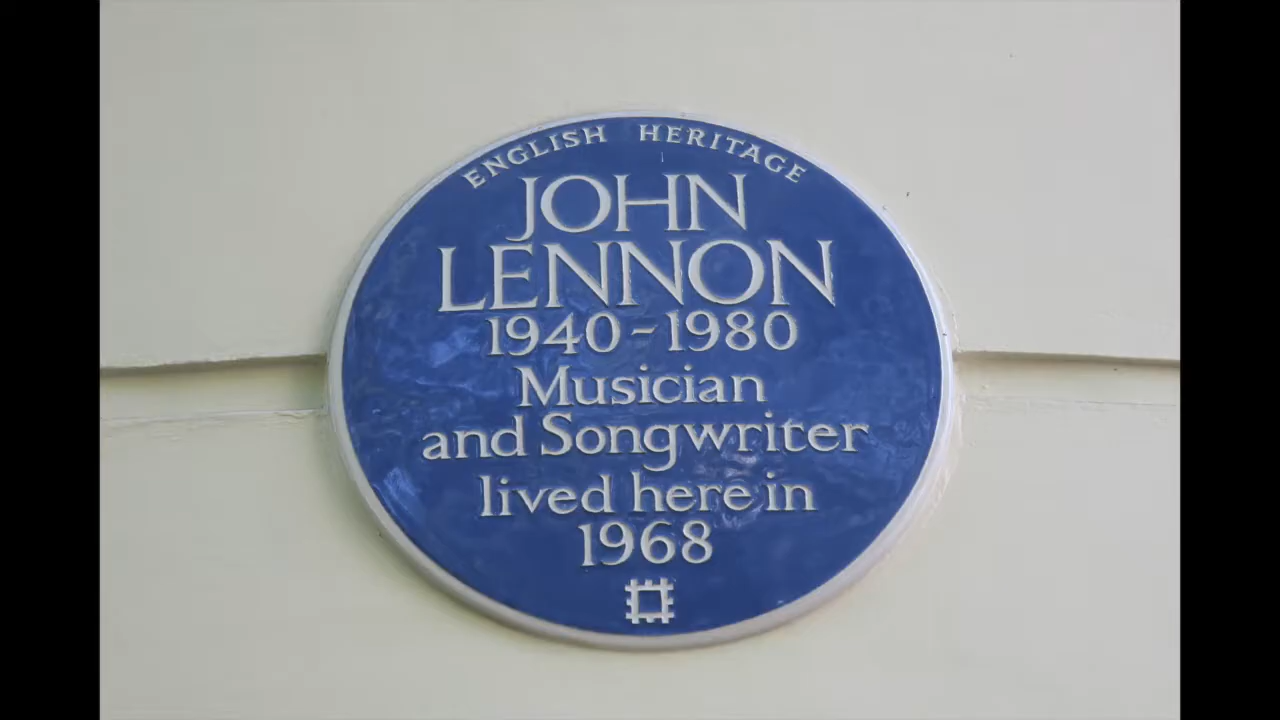 ENGLISH HERITAGE
JOHN
LENNON
1940-1980
Musician
and Songwriter
lived here in
1968